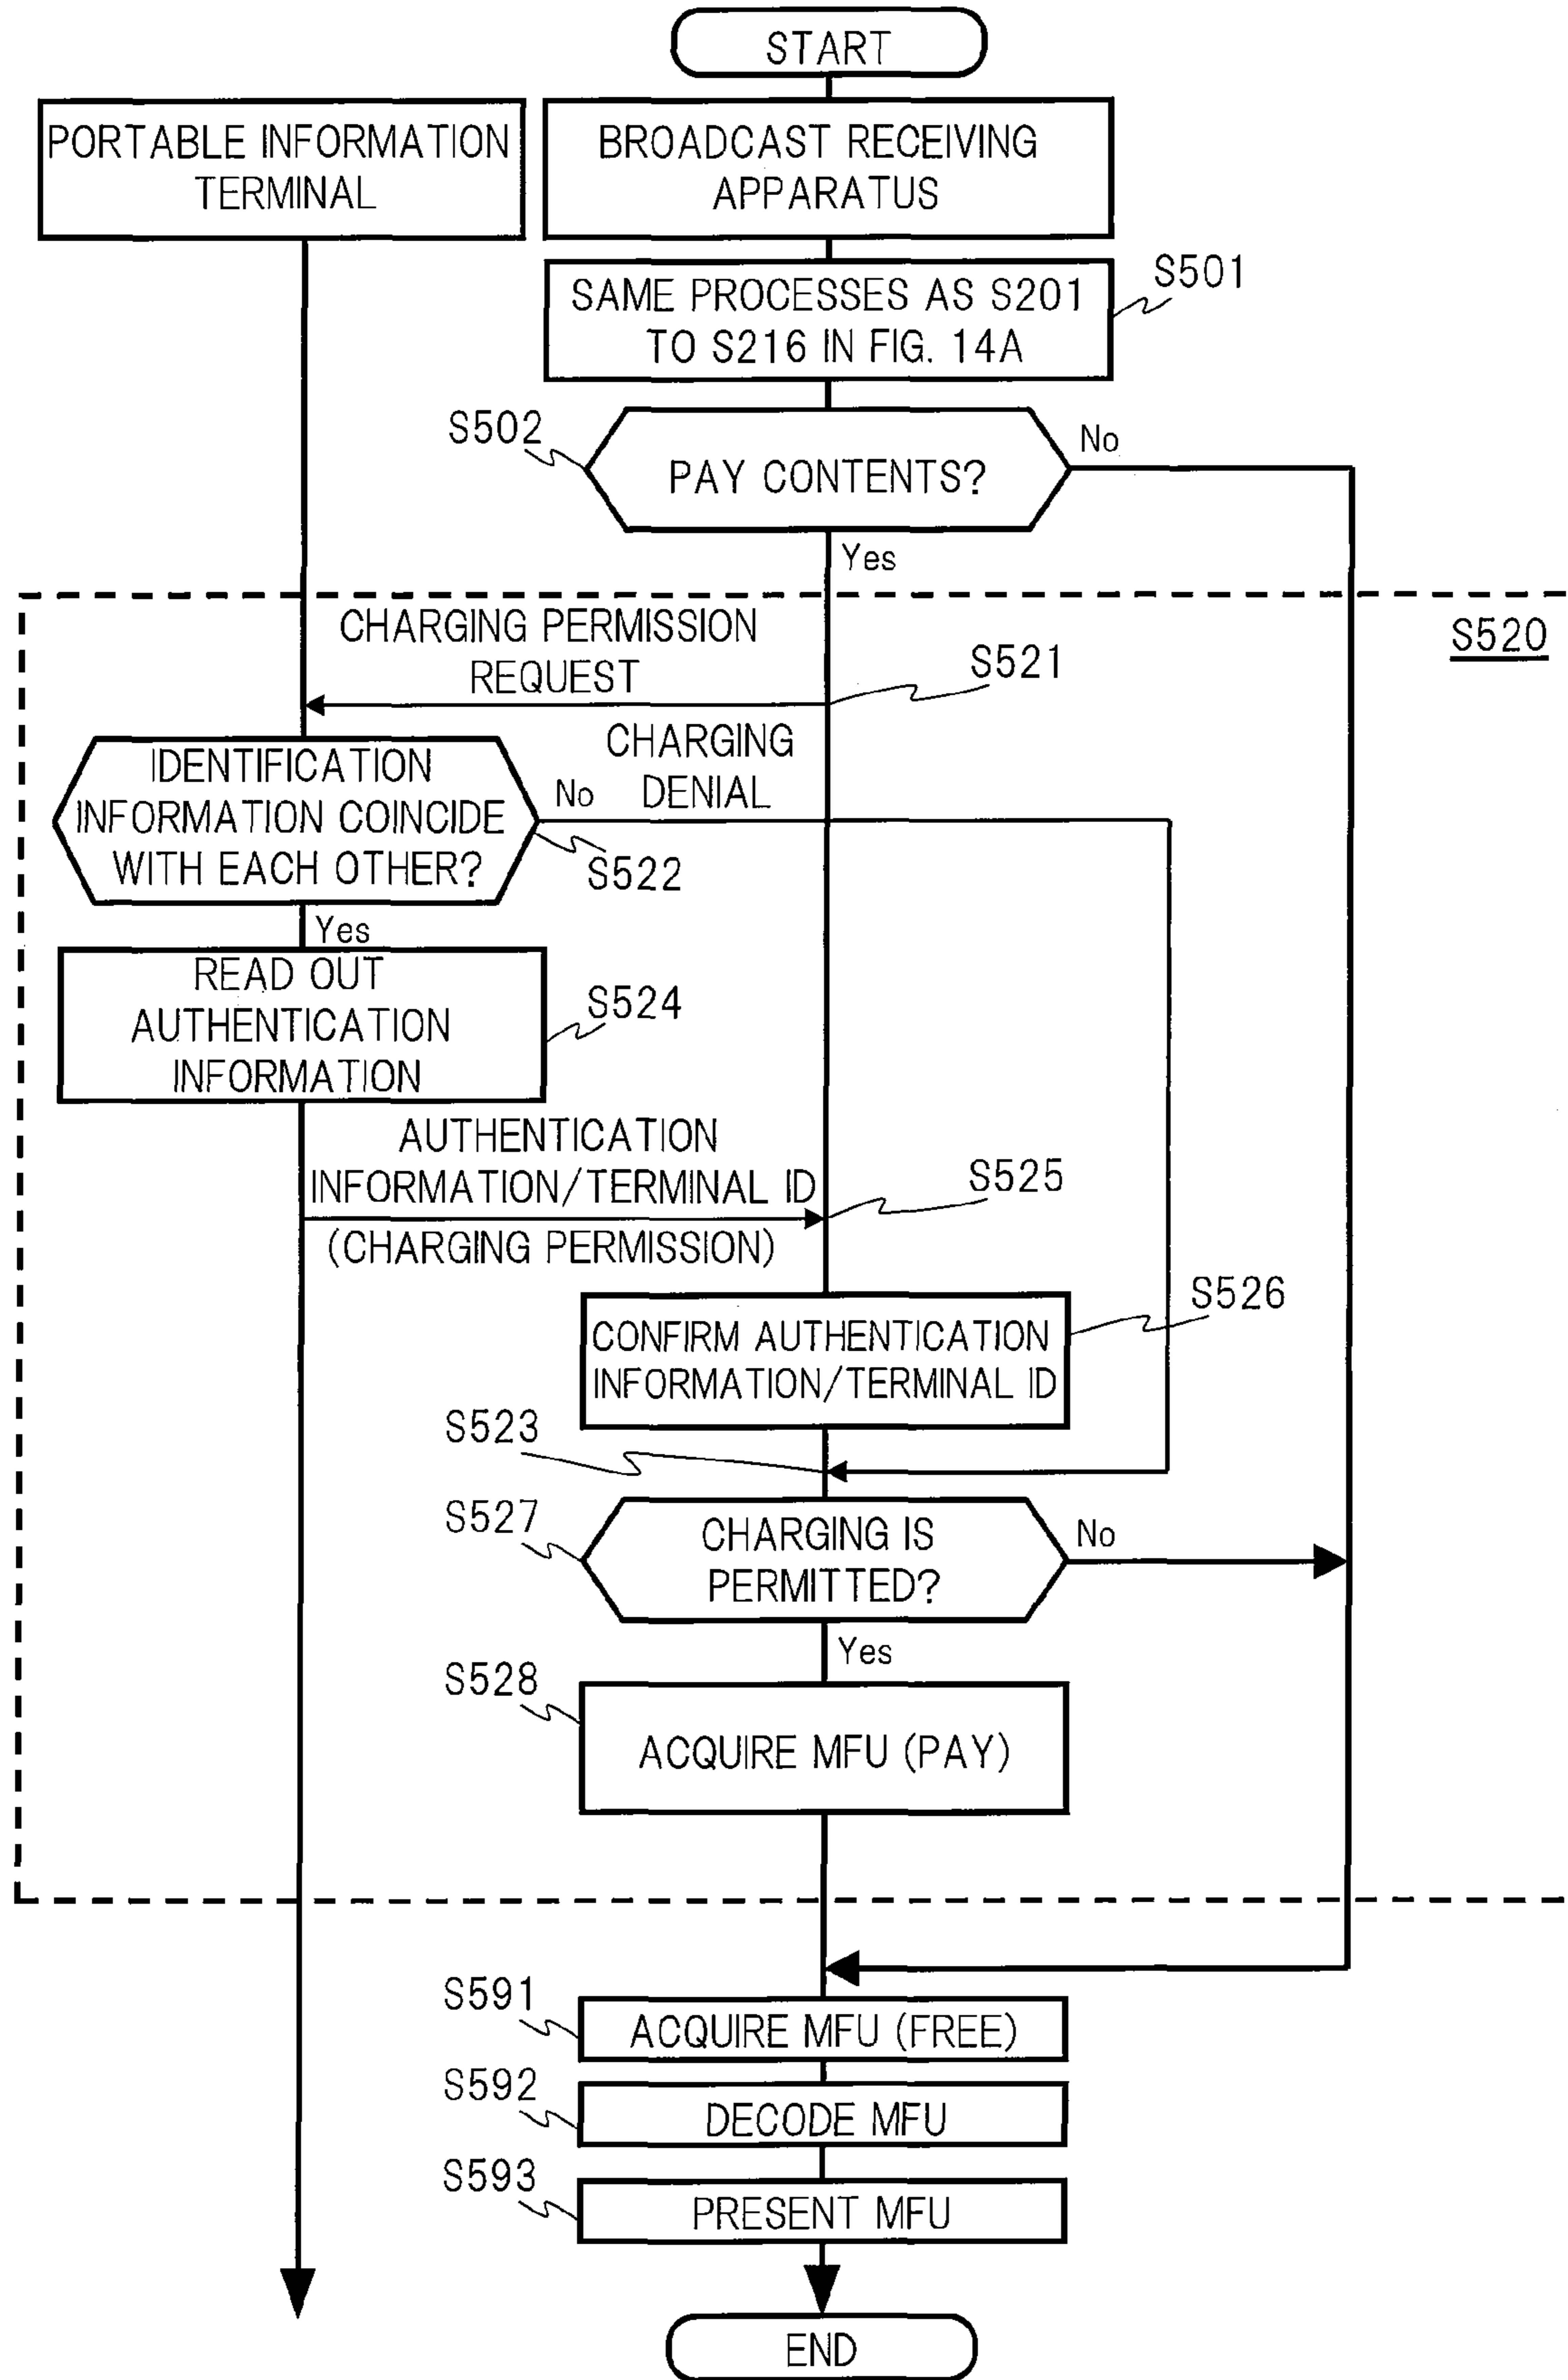 START
PORTABLE INFORMATION
TERMINAL
BROADCAST RECEIVING
APPARATUS
SAME PROCESSES AS S201
TO S216 IN FIG. 14A
S501
S502
PAY CONTENTS?
No
Yes
S520
CHARGING PERMISSION
REQUEST
S521
IDENTIFICATION
INFORMATION COINCIDE
WITH EACH OTHER?
No
CHARGING
DENIAL
S522
Yes
READ OUT
AUTHENTICATION
INFORMATION
S524
AUTHENTICATION
INFORMATION/TERMINAL ID
(CHARGING PERMISSION)
S525
CONFIRM AUTHENTICATION
INFORMATION/TERMINAL ID
S526
S523
S527
CHARGING IS
PERMITTED?
No
Yes
S528
ACQUIRE MFU (PAY)
S591
ACQUIRE MFU (FREE)
S592
DECODE MFU
S593
PRESENT MFU
END